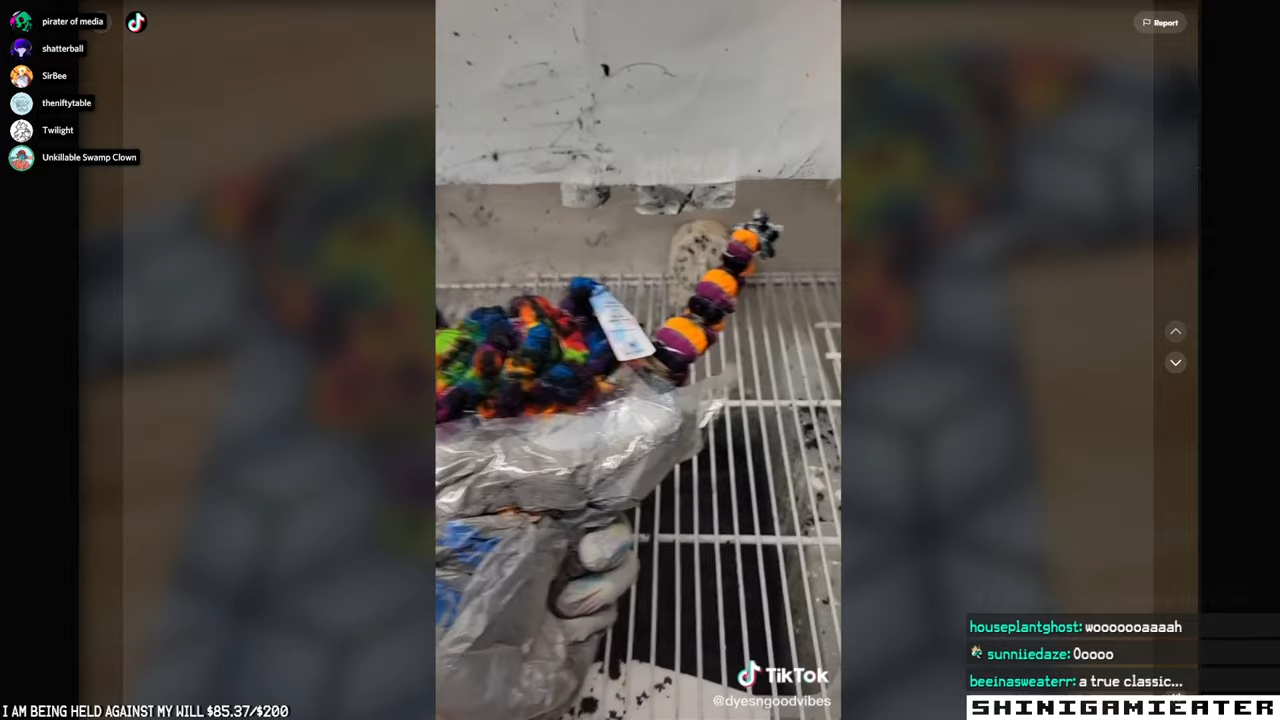 pirater of media
shatterball
SirBee
theniftytable
Twilight
Unkillable Swamp Clown
Report
TikTok
@dyesngoodvibes
houseplantghost: wooooooaaaah
sunniiedaze: Ooooo
beeinasweaterr: a true classic...
SHINIGAMIEATER
I AM BEING HELD AGAINST MY WILL $85.37/$200